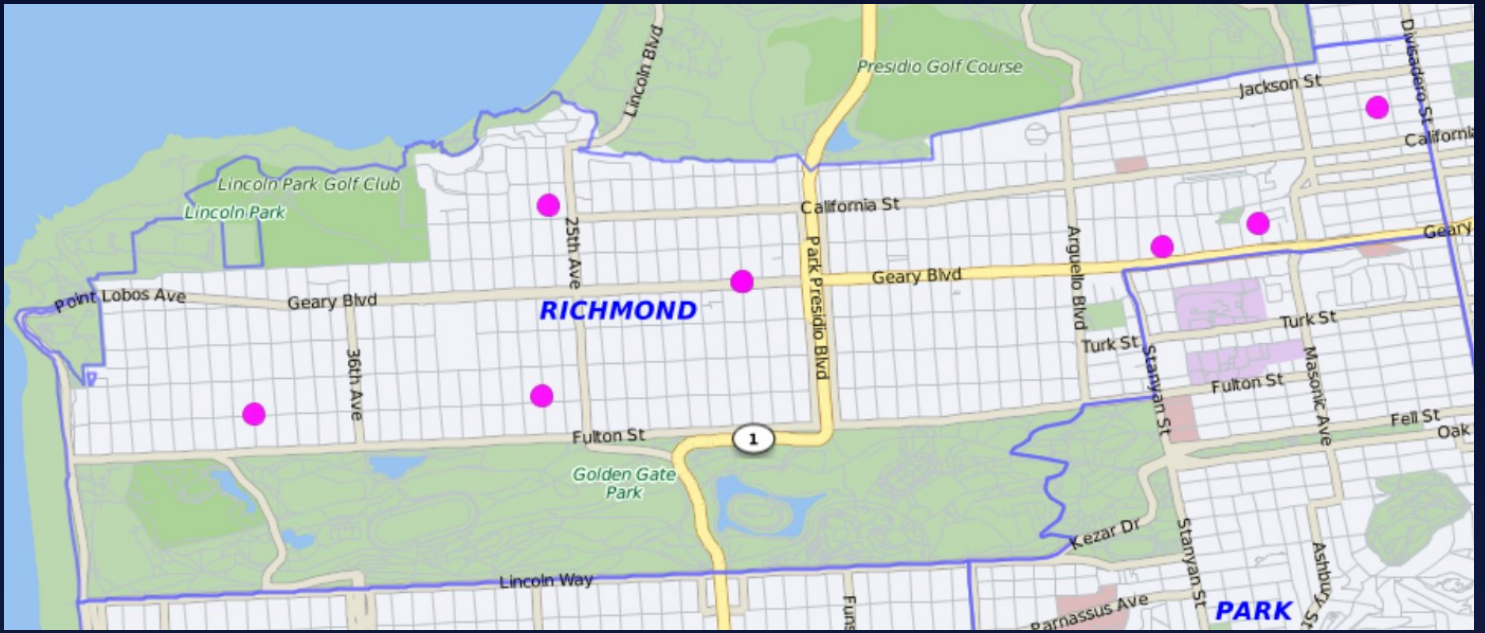 Lincoln Blvd
Presidio Golf Course
Divisadero St
Jackson St
California
Lincoln Park Golf Club
Lincoln Park
25th Ave
California St
Park Presidio Blvd
Arguello Blvd
Geary
Point Lobos Ave
Geary Blvd
Geary Blvd
RICHMOND
36th Ave
Turk St
Turk St
Stanyan St
Masonic Ave
Fulton St
Fulton St
Fell St
Oak
1
Golden Gate
Park
Kezar Dr
Stanyan St
Ashbury St
Lincoln Way
Funs
Parnassus Ave
PARK